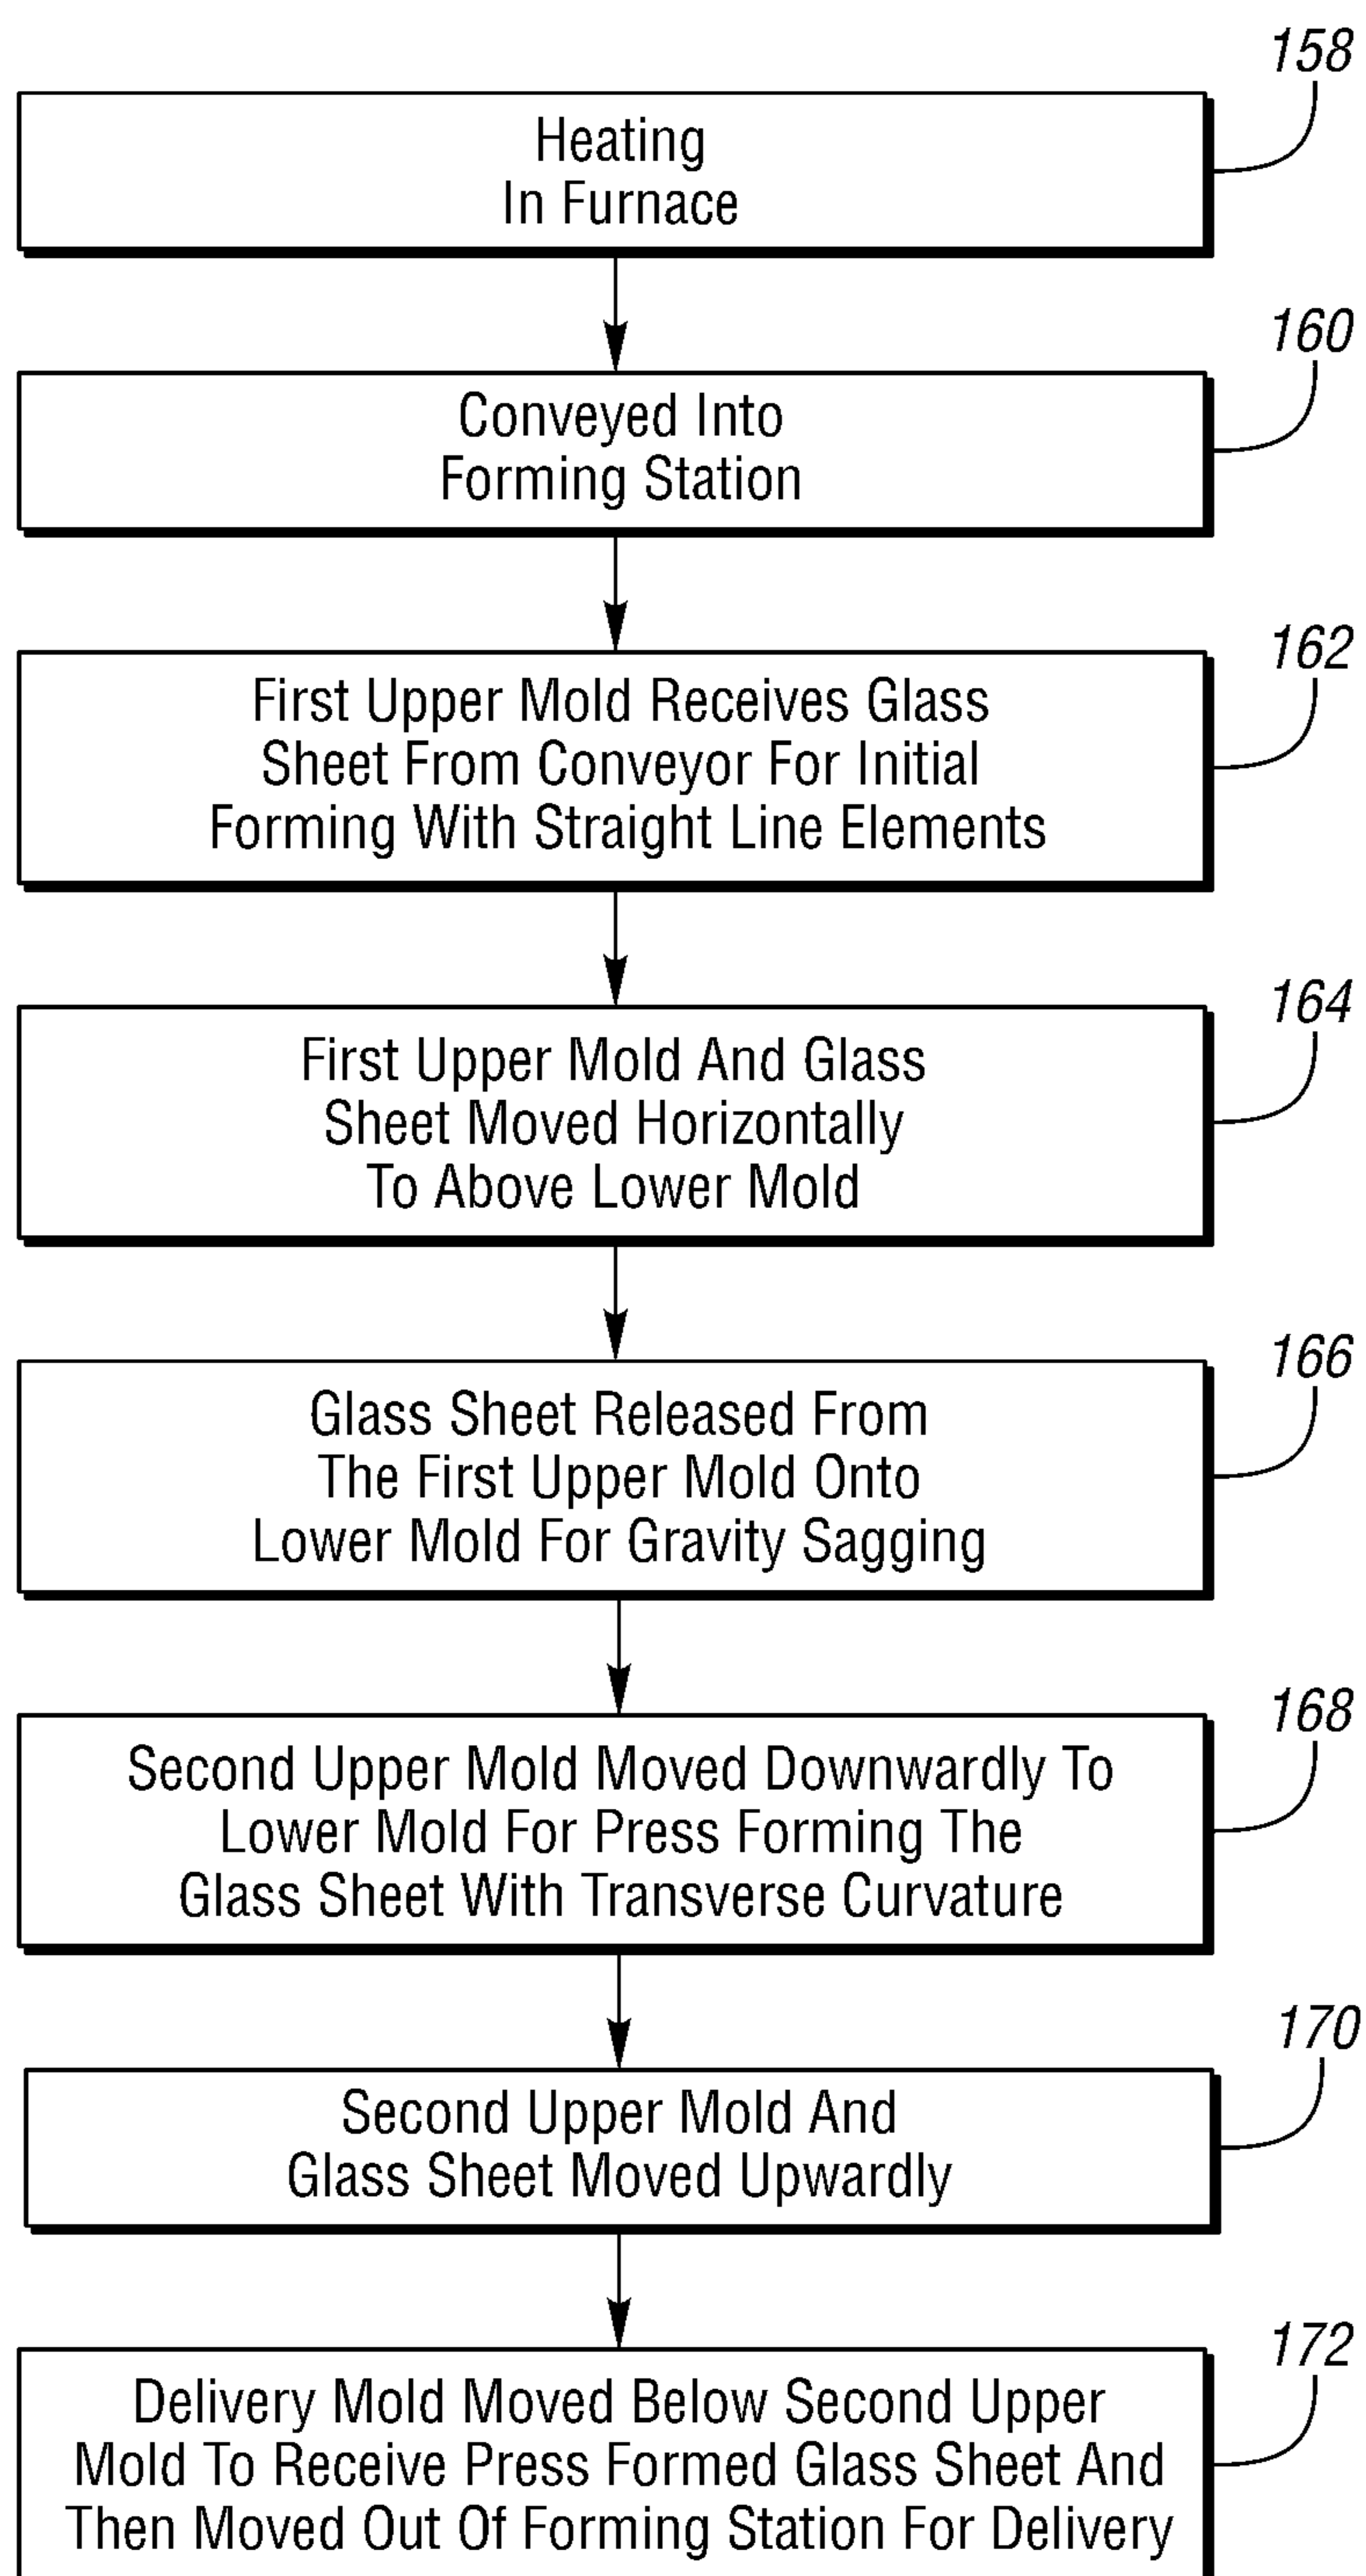 158
Heating
In Furnace
160
Conveyed Into
Forming Station
162
First Upper Mold Receives Glass
Sheet From Conveyor For Initial
Forming With Straight Line Elements
164
First Upper Mold And Glass
Sheet Moved Horizontally
To Above Lower Mold
166
Glass Sheet Released From
The First Upper Mold Onto
Lower Mold For Gravity Sagging
168
Second Upper Mold Moved Downwardly To
Lower Mold For Press Forming The
Glass Sheet With Transverse Curvature
170
Second Upper Mold And
Glass Sheet Moved Upwardly
172
Delivery Mold Moved Below Second Upper
Mold To Receive Press Formed Glass Sheet And
Then Moved Out Of Forming Station For Delivery